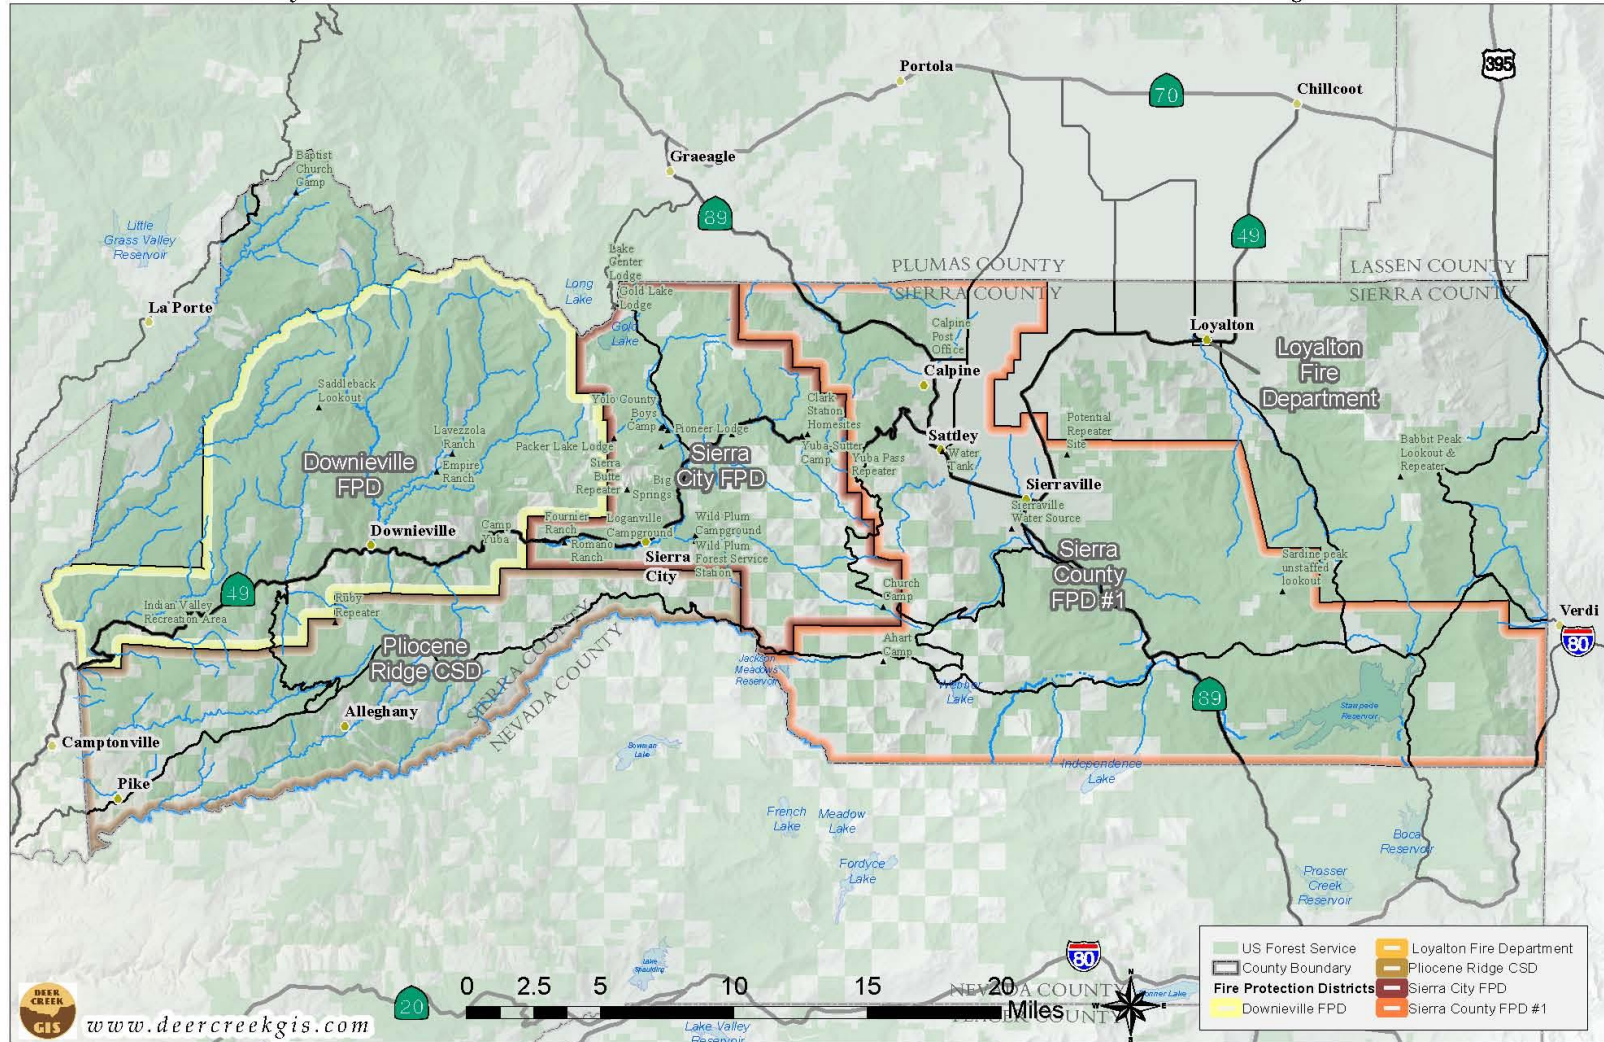 395
Portola
70
Chillcoot
Graeagle
Baptist
Church
Camp
89
Little
Grass Valley
Reservoir
49
Lake
Center
Lodge
PLUMAS COUNTY
SIERRA COUNTY
LASSEN COUNTY
SIERRA COUNTY
Long
Lake
Gold Lake
Lodge
La Porte
Gold
Lake
Calpine
Post
Office
Loyalton
Loyalton
Fire
Department
Calpine
Saddleback
Lookout
Yolo County
Boys
Camp
Clark
Station
Homesites
Potential
Repeater
Site
Lavezzola
Ranch
Pioneer Lodge
Sattley
Packer Lake Lodge
Yuba-Sutter
Camp
Yuba Pass
Repeater
Water
Tank
Babbit Peak
Lookout &
Repeater
Downieville
FPD
Empire
Ranch
Sierra
Butte
Repeater
Sierra
City FPD
Big
Springs
Sierraville
Sierraville
Water Source
Downieville
Camp
Yuba
Fournier
Ranch
Loganville
Campground
Wild Plum
Campground
Romano
Ranch
Sierra
City
Wild Plum
Forest Service
Station
Sierra
County
FPD #1
Sardine peak
unstaffed
lookout
49
Church
Camp
Indian Valley
Recreation Area
Ruby
Repeater
Verdi
80
Pliocene
Ridge CSD
SIERRA COUNTY
NEVADA COUNTY
Ahart
Camp
Jackson
Meadows
Reservoir
Webber
Lake
89
Stampede
Reservoir
Alleghany
Camptonville
Bowman
Lake
Pike
Independence
Lake
French
Lake
Meadow
Lake
Boca
Reservoir
Fordyce
Lake
Prosser
Creek
Reservoir
Lake
Spaulding
80
0 2.5 5 10 15 20
Miles
NEVADA COUNTY
PLACER COUNTY
N
W
E
20
Lake Valley
Reservoir
DEER
CREEK
GIS
www.deercreekgis.com
US Forest Service
County Boundary
Fire Protection Districts
Downieville FPD
Loyalton Fire Department
Pliocene Ridge CSD
Sierra City FPD
Sierra County FPD #1